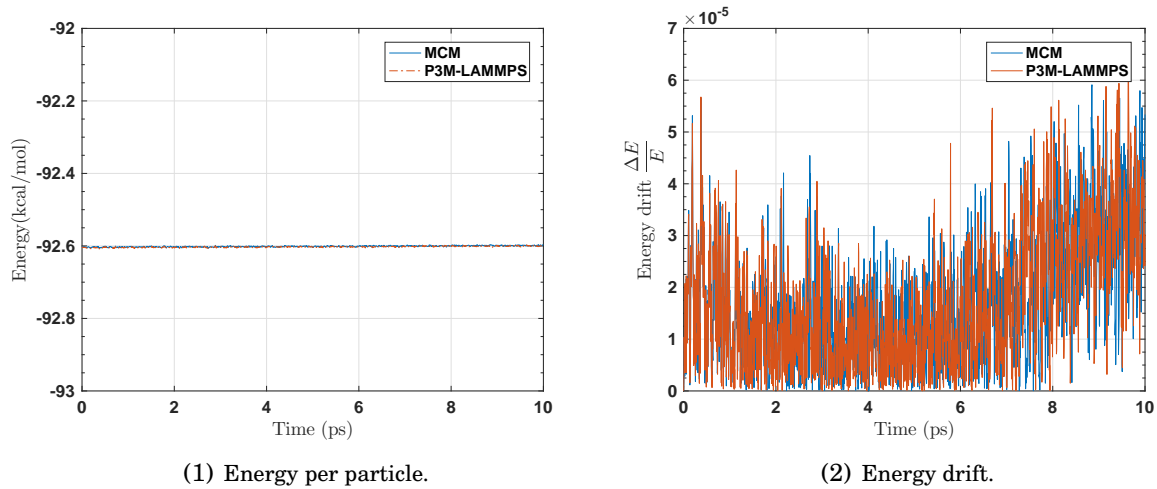 -92
-92.2
-92.4
-92.6
-92.8
-93
Energy(kcal/mol)
0 2 4 6 8 10
Time (ps)
MCM
P3M-LAMMPS
(1) Energy per particle.
× 10⁻⁵
7
6
5
4
3
2
1
0
Energy drift ΔE/E
0 2 4 6 8 10
Time (ps)
MCM
P3M-LAMMPS
(2) Energy drift.